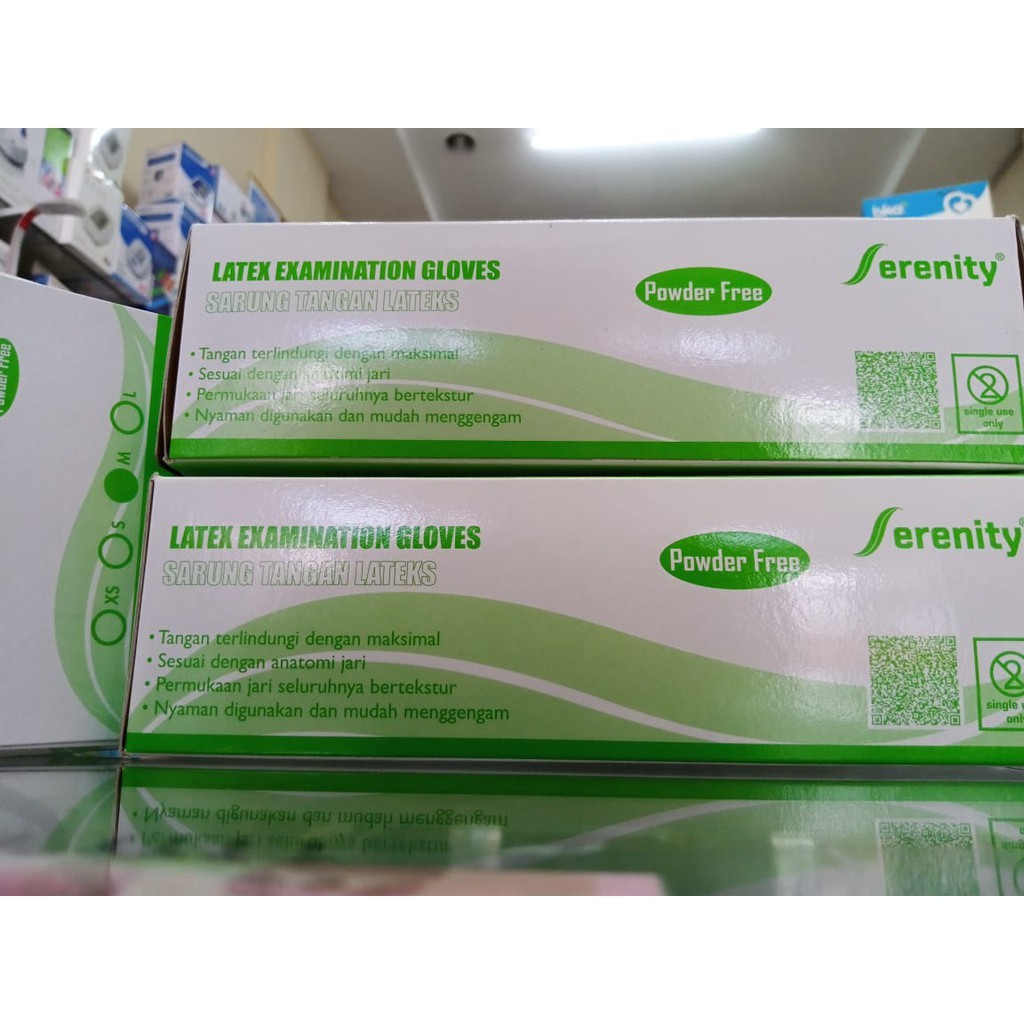 LATEX EXAMINATION GLOVES
SARUNG TANGAN LATEKS
Powder Free
Serenity®
• Tangan terlindungi dengan maksimal
• Sesuai dengan anatomi jari
• Permukaan jari seluruhnya bertekstur
• Nyaman digunakan dan mudah menggengam
single use
only
LATEX EXAMINATION GLOVES
SARUNG TANGAN LATEKS
Powder Free
Serenity
• Tangan terlindungi dengan maksimal
• Sesuai dengan anatomi jari
• Permukaan jari seluruhnya bertekstur
• Nyaman digunakan dan mudah menggengam
single
only
Powder Free
XS S M L